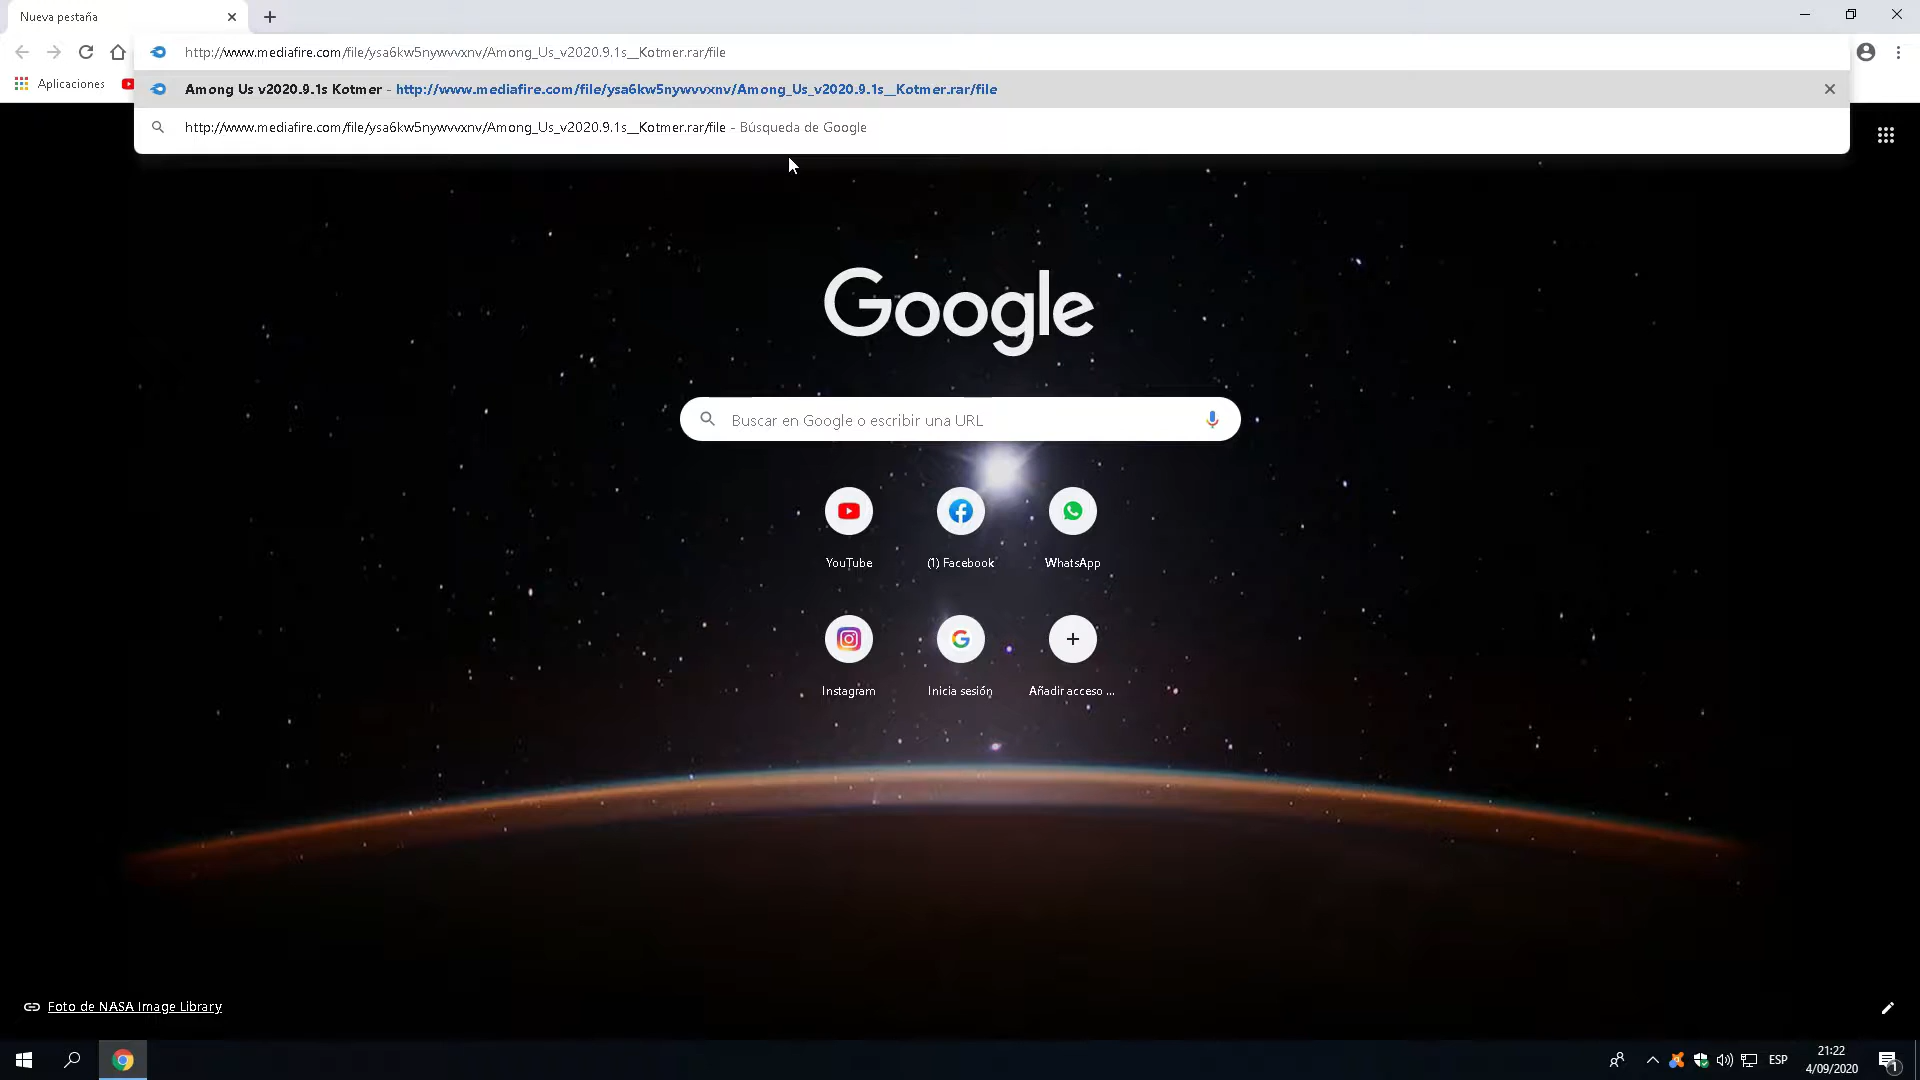 Nueva pestaña
http://www.mediafire.com/file/ysa6kw5nywvvxnv/Among_Us_v2020.9.1s__Kotmer.rar/file
Aplicaciones
Among Us v2020.9.1s Kotmer - http://www.mediafire.com/file/ysa6kw5nywvvxnv/Among_Us_v2020.9.1s__Kotmer.rar/file
http://www.mediafire.com/file/ysa6kw5nywvvxnv/Among_Us_v2020.9.1s__Kotmer.rar/file - Búsqueda de Google
Google
Buscar en Google o escribir una URL
YouTube
(1) Facebook
WhatsApp
Instagram
Inicia sesión
Añadir acceso ...
Foto de NASA Image Library
ESP
21:22
4/09/2020
1